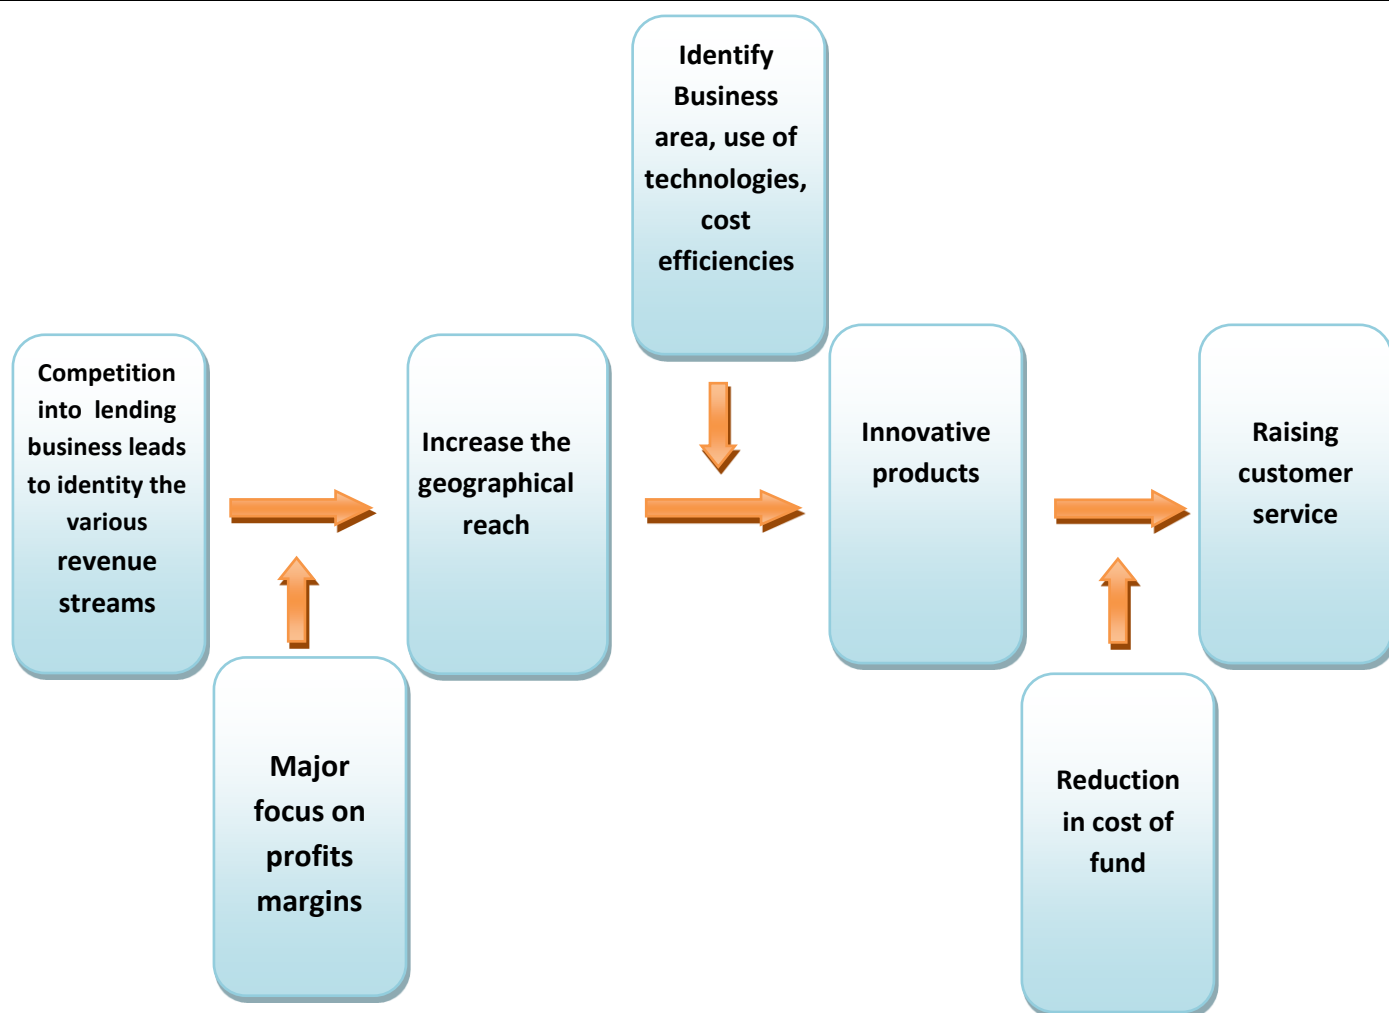 Identify
Business
area, use of
technologies,
cost
efficiencies
Competition
into lending
business leads
to identity the
various
revenue
streams
Increase the
geographical
reach
Innovative
products
Raising
customer
service
Major
focus on
profits
margins
Reduction
in cost of
fund